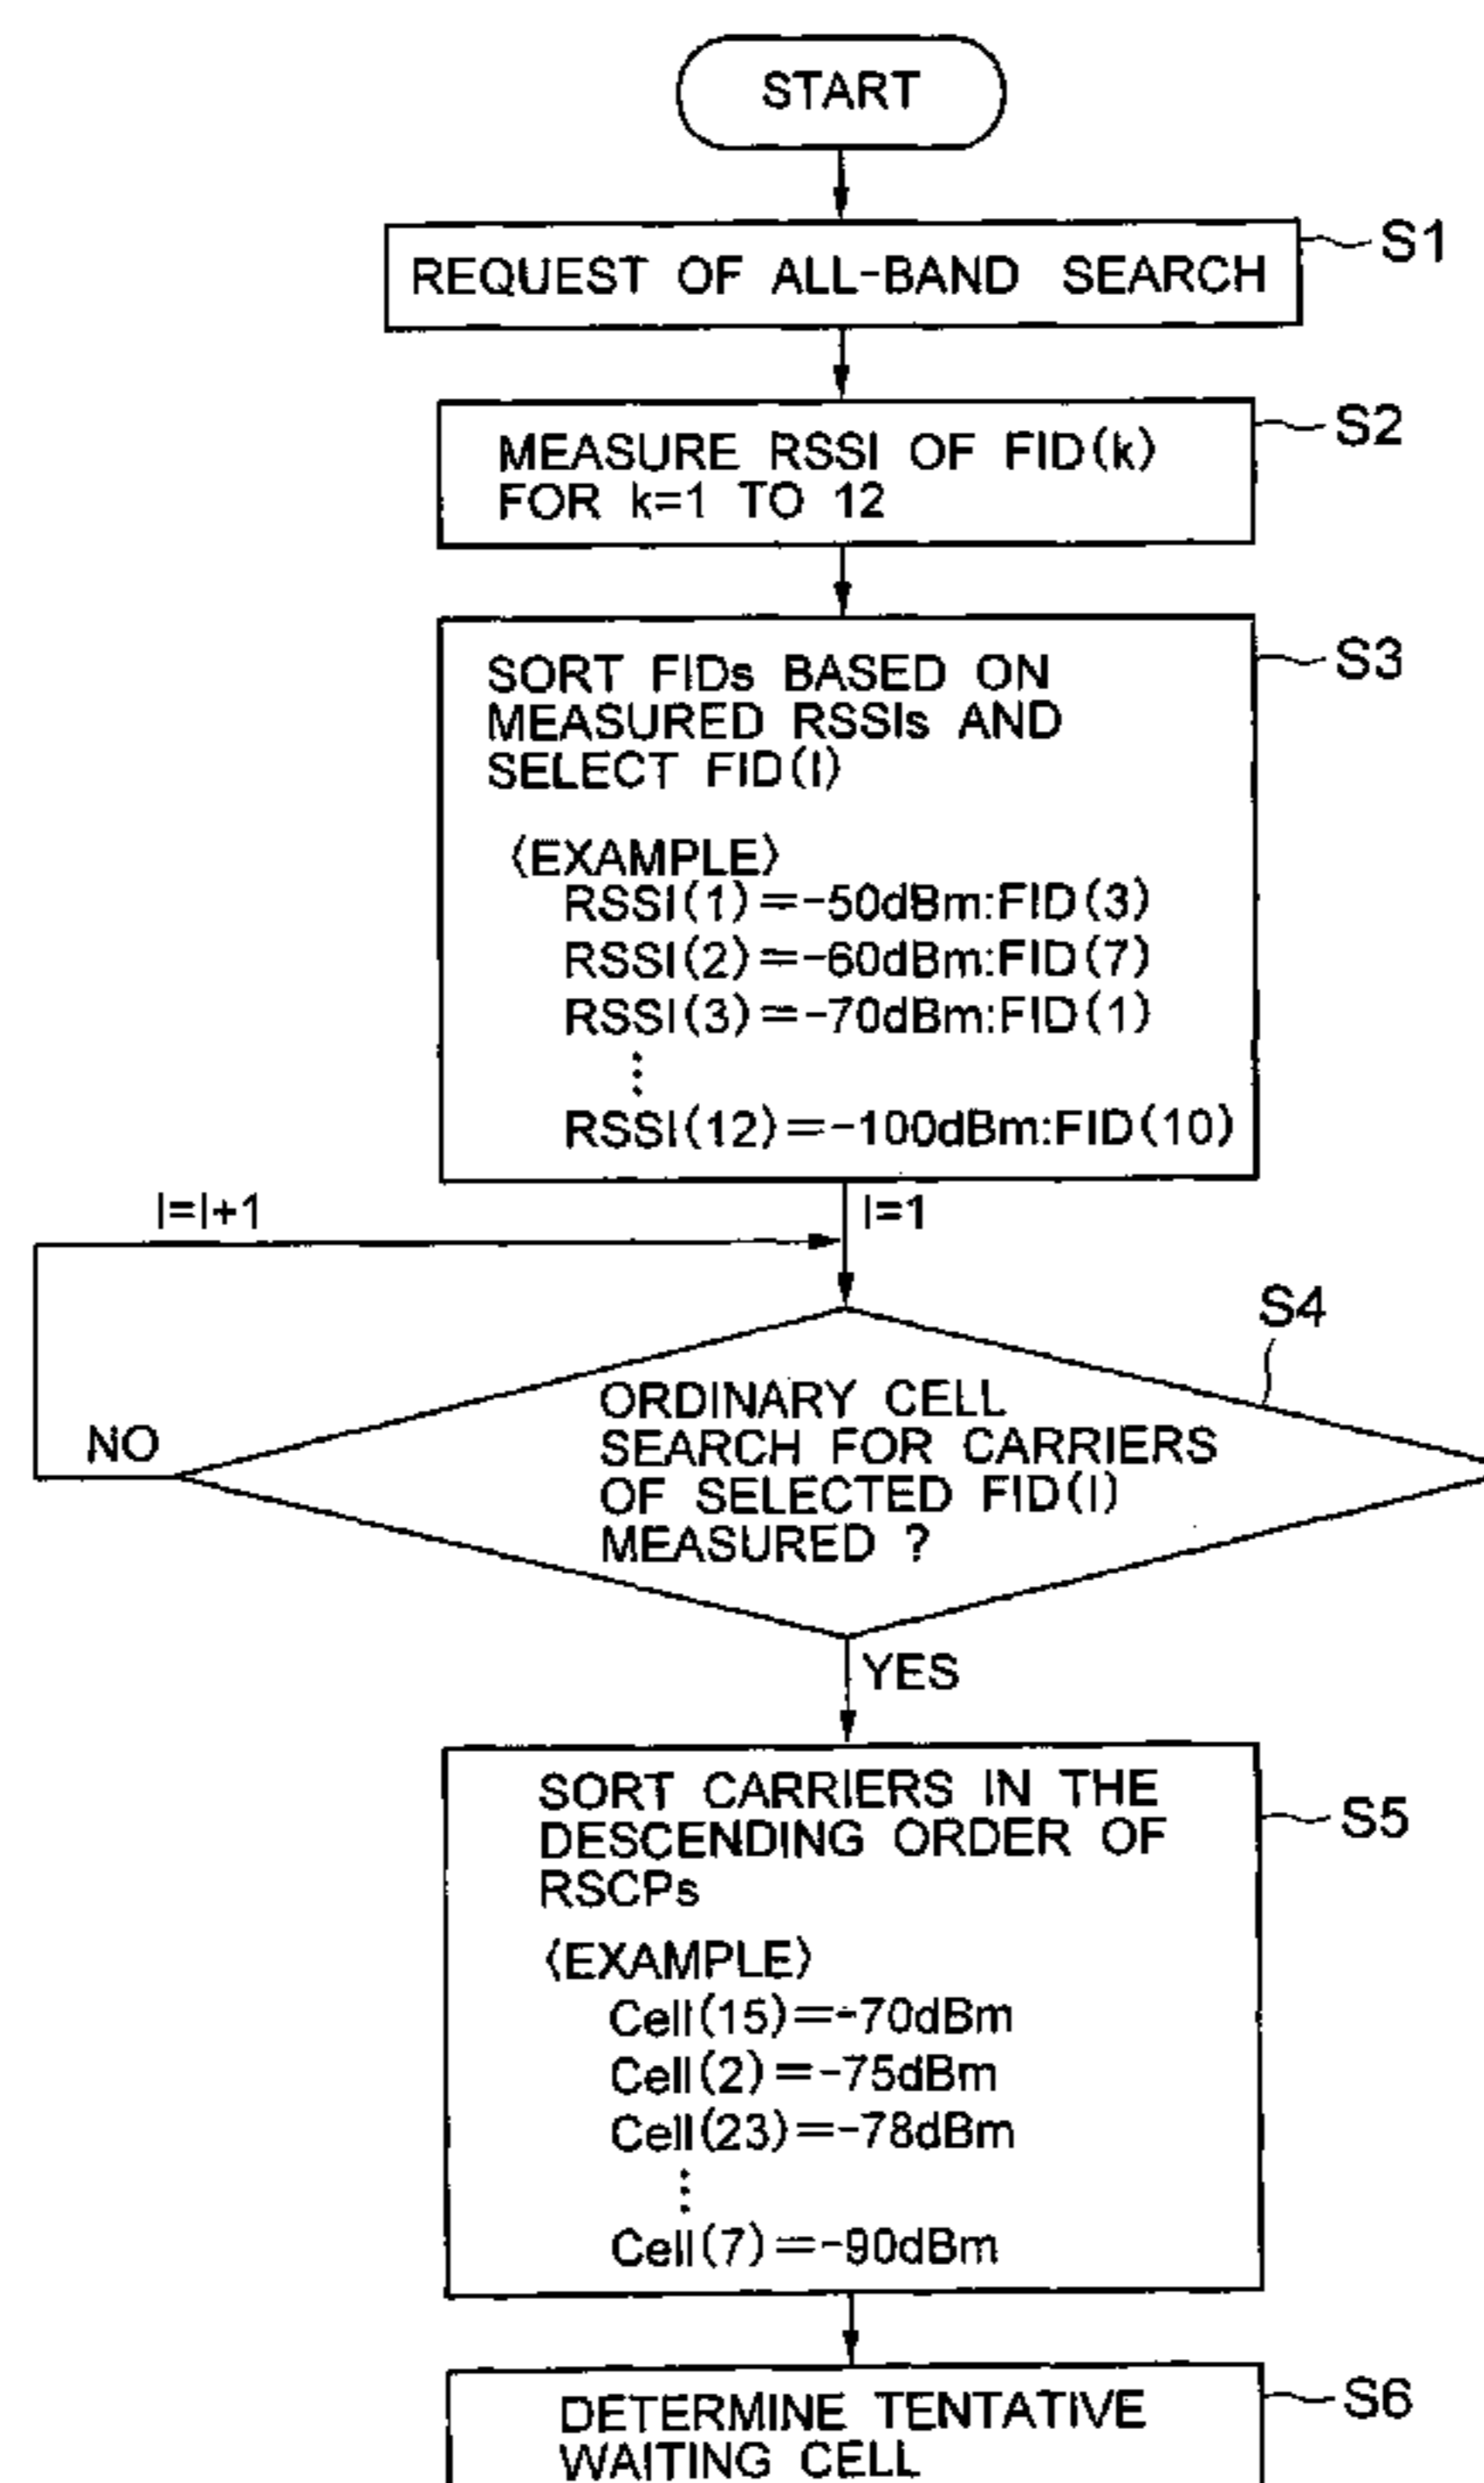 START
REQUEST OF ALL-BAND SEARCH
S1
MEASURE RSSI OF FID(k)
FOR k=1 TO 12
S2
SORT FIDs BASED ON
MEASURED RSSIs AND
SELECT FID(l)
S3
〈EXAMPLE〉
RSSI(1)=-50dBm:FID(3)
RSSI(2)=-60dBm:FID(7)
RSSI(3)=-70dBm:FID(1)
⋮
RSSI(12)=-100dBm:FID(10)
l=l+1
l=1
S4
ORDINARY CELL
SEARCH FOR CARRIERS
OF SELECTED FID(l)
MEASURED ?
NO
YES
SORT CARRIERS IN THE
DESCENDING ORDER OF
RSCPs
S5
〈EXAMPLE〉
Cell(15)=-70dBm
Cell(2)=-75dBm
Cell(23)=-78dBm
⋮
Cell(7)=-90dBm
DETERMINE TENTATIVE
WAITING CELL
S6